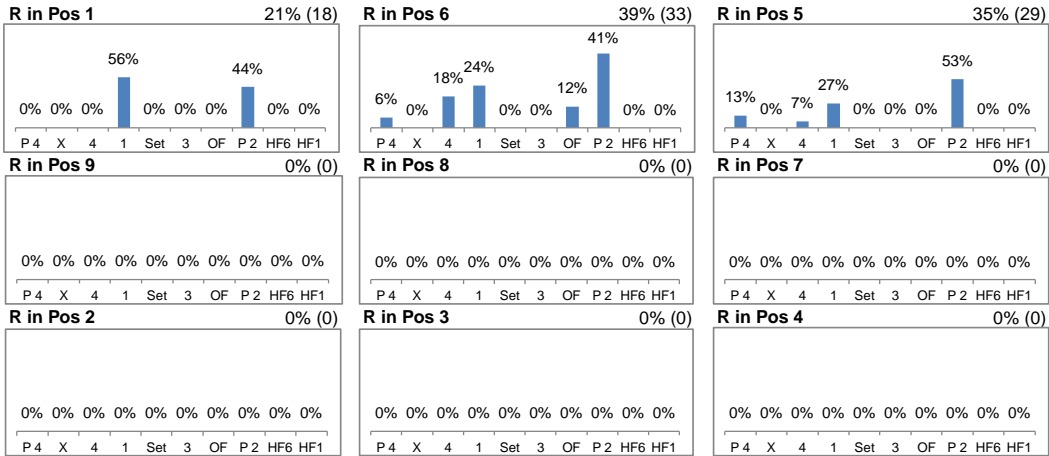 R in Pos 1 21% (18)
56%
44%
0% 0% 0% 0% 0% 0% 0% 0%
P 4 X 4 1 Set 3 OF P 2 HF6 HF1
R in Pos 6 39% (33)
41%
24%
18%
12%
6%
0% 0% 0% 0% 0%
P 4 X 4 1 Set 3 OF P 2 HF6 HF1
R in Pos 5 35% (29)
53%
27%
13%
7%
0% 0% 0% 0% 0% 0%
P 4 X 4 1 Set 3 OF P 2 HF6 HF1
R in Pos 9 0% (0)
0% 0% 0% 0% 0% 0% 0% 0% 0% 0%
P 4 X 4 1 Set 3 OF P 2 HF6 HF1
R in Pos 8 0% (0)
0% 0% 0% 0% 0% 0% 0% 0% 0% 0%
P 4 X 4 1 Set 3 OF P 2 HF6 HF1
R in Pos 7 0% (0)
0% 0% 0% 0% 0% 0% 0% 0% 0% 0%
P 4 X 4 1 Set 3 OF P 2 HF6 HF1
R in Pos 2 0% (0)
0% 0% 0% 0% 0% 0% 0% 0% 0% 0%
P 4 X 4 1 Set 3 OF P 2 HF6 HF1
R in Pos 3 0% (0)
0% 0% 0% 0% 0% 0% 0% 0% 0% 0%
P 4 X 4 1 Set 3 OF P 2 HF6 HF1
R in Pos 4 0% (0)
0% 0% 0% 0% 0% 0% 0% 0% 0% 0%
P 4 X 4 1 Set 3 OF P 2 HF6 HF1